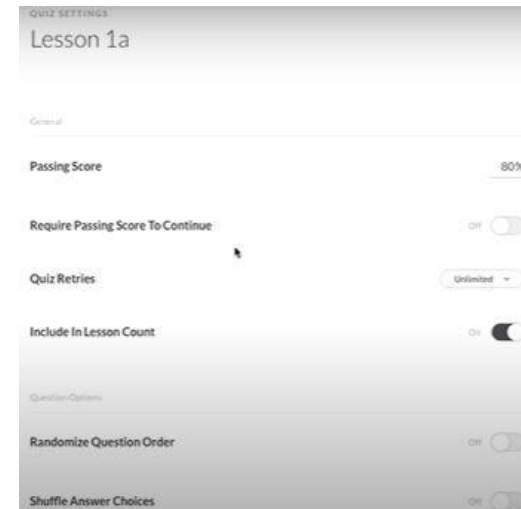 QUIZ SETTINGS
Lesson 1a
General
Passing Score 80%
Require Passing Score To Continue Off
Quiz Retries Unlimited
Include In Lesson Count On
Question Options
Randomize Question Order Off
Shuffle Answer Choices Off